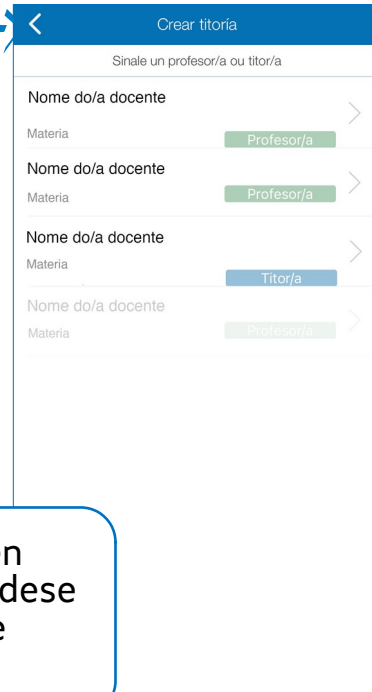 Crear titoría
Sinale un profesor/a ou titor/a
Nome do/a docente
Materia
Profesor/a
Nome do/a docente
Materia
Profesor/a
Nome do/a docente
Materia
Titor/a
Nome do/a docente
Materia
Profesor/a
dese